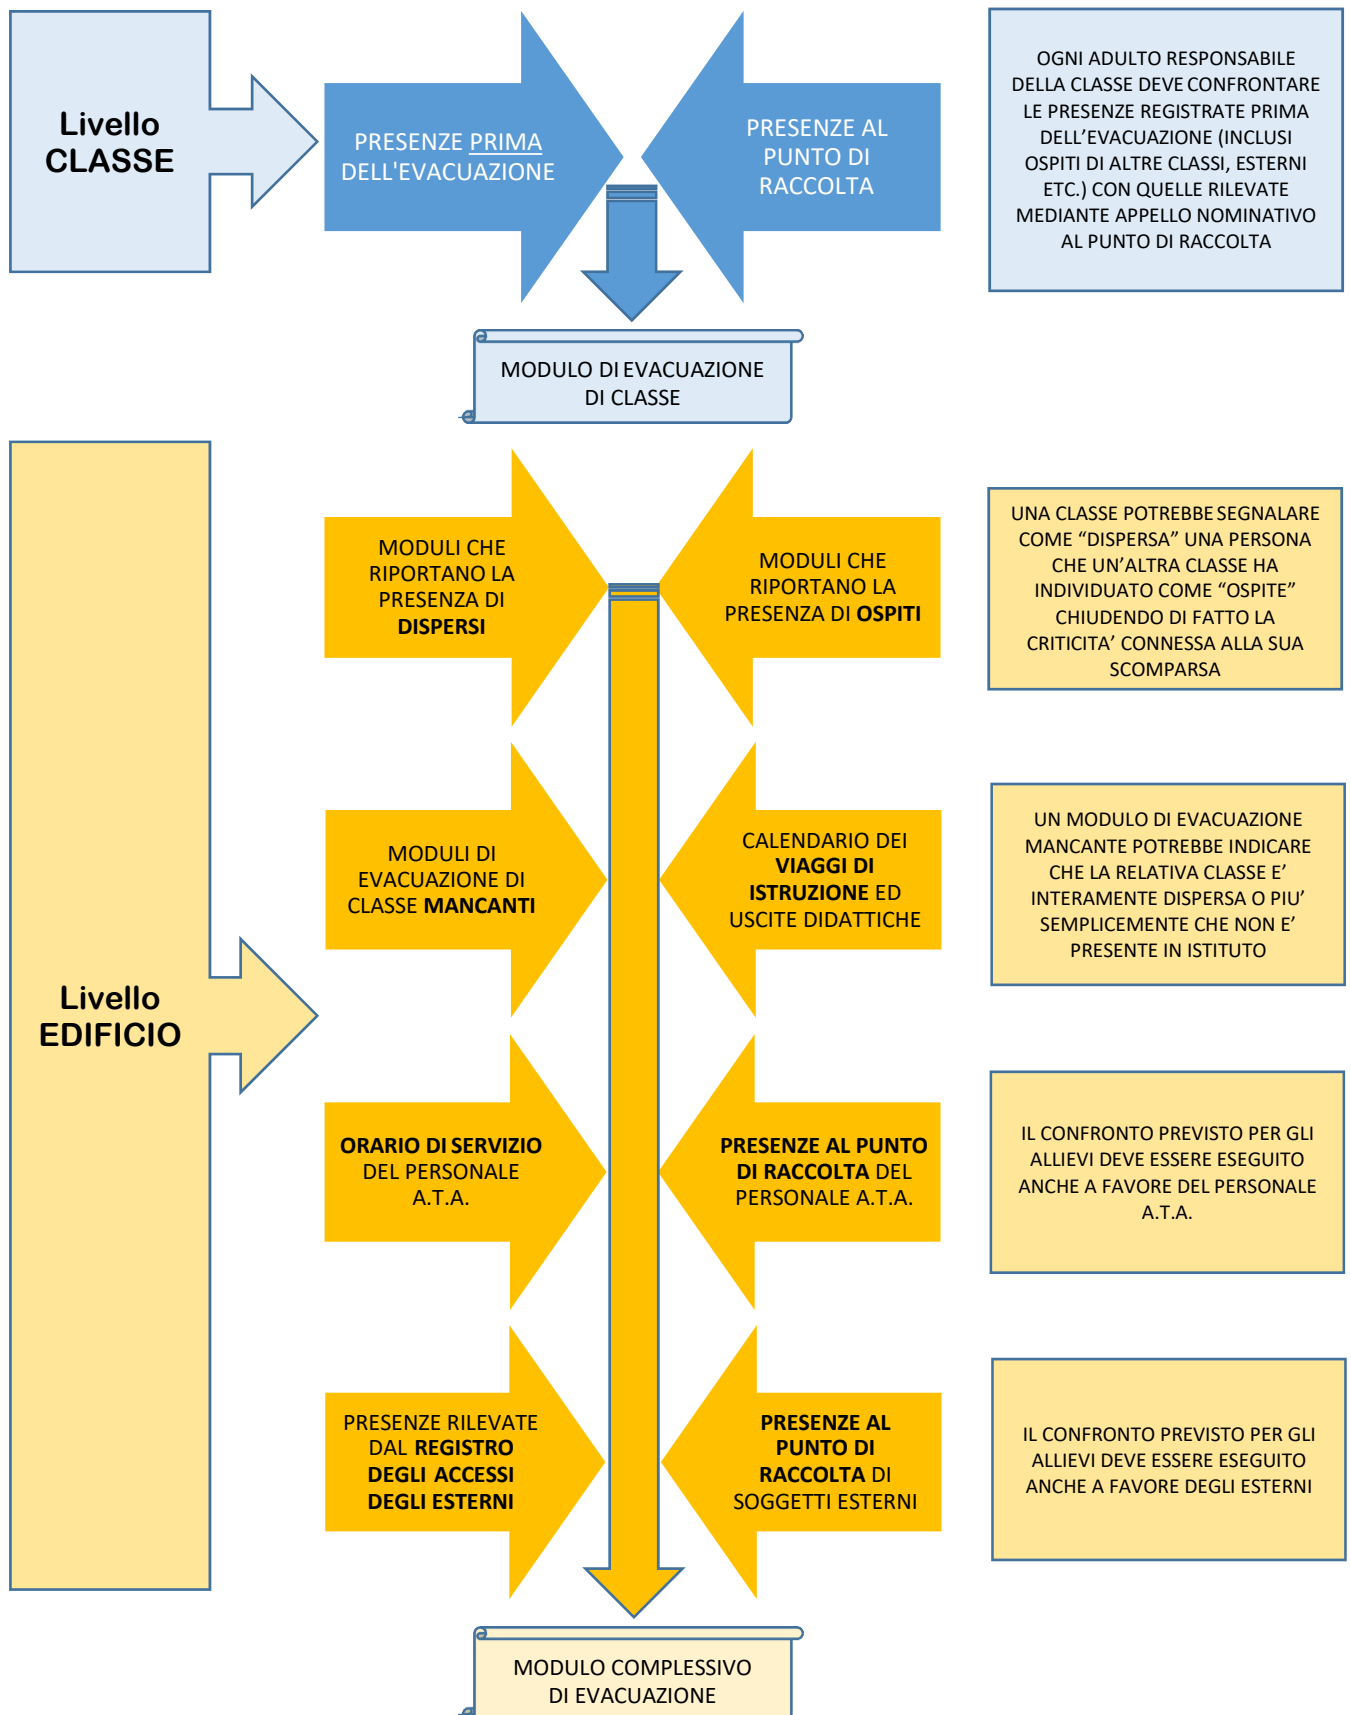 Livello
CLASSE
PRESENZE PRIMA
DELL'EVACUAZIONE
PRESENZE AL
PUNTO DI
RACCOLTA
OGNI ADULTO RESPONSABILE
DELLA CLASSE DEVE CONFRONTARE
LE PRESENZE REGISTRATE PRIMA
DELL’EVACUAZIONE (INCLUSI
OSPITI DI ALTRE CLASSI, ESTERNI
ETC.) CON QUELLE RILEVATE
MEDIANTE APPELLO NOMINATIVO
AL PUNTO DI RACCOLTA
MODULO DI EVACUAZIONE
DI CLASSE
Livello
EDIFICIO
MODULI CHE
RIPORTANO LA
PRESENZA DI
DISPERSI
MODULI CHE
RIPORTANO LA
PRESENZA DI OSPITI
UNA CLASSE POTREBBE SEGNALARE
COME “DISPERSA” UNA PERSONA
CHE UN’ALTRA CLASSE HA
INDIVIDUATO COME “OSPITE”
CHIUDENDO DI FATTO LA
CRITICITA’ CONNESSA ALLA SUA
SCOMPARSA
MODULI DI
EVACUAZIONE DI
CLASSE MANCANTI
CALENDARIO DEI
VIAGGI DI
ISTRUZIONE ED
USCITE DIDATTICHE
UN MODULO DI EVACUAZIONE
MANCANTE POTREBBE INDICARE
CHE LA RELATIVA CLASSE E’
INTERAMENTE DISPERSA O PIU’
SEMPLICEMENTE CHE NON E’
PRESENTE IN ISTITUTO
ORARIO DI SERVIZIO
DEL PERSONALE
A.T.A.
PRESENZE AL PUNTO
DI RACCOLTA DEL
PERSONALE A.T.A.
IL CONFRONTO PREVISTO PER GLI
ALLIEVI DEVE ESSERE ESEGUITO
ANCHE A FAVORE DEL PERSONALE
A.T.A.
PRESENZE RILEVATE
DAL REGISTRO
DEGLI ACCESSI
DEGLI ESTERNI
PRESENZE AL
PUNTO DI
RACCOLTA DI
SOGGETTI ESTERNI
IL CONFRONTO PREVISTO PER GLI
ALLIEVI DEVE ESSERE ESEGUITO
ANCHE A FAVORE DEGLI ESTERNI
MODULO COMPLESSIVO
DI EVACUAZIONE